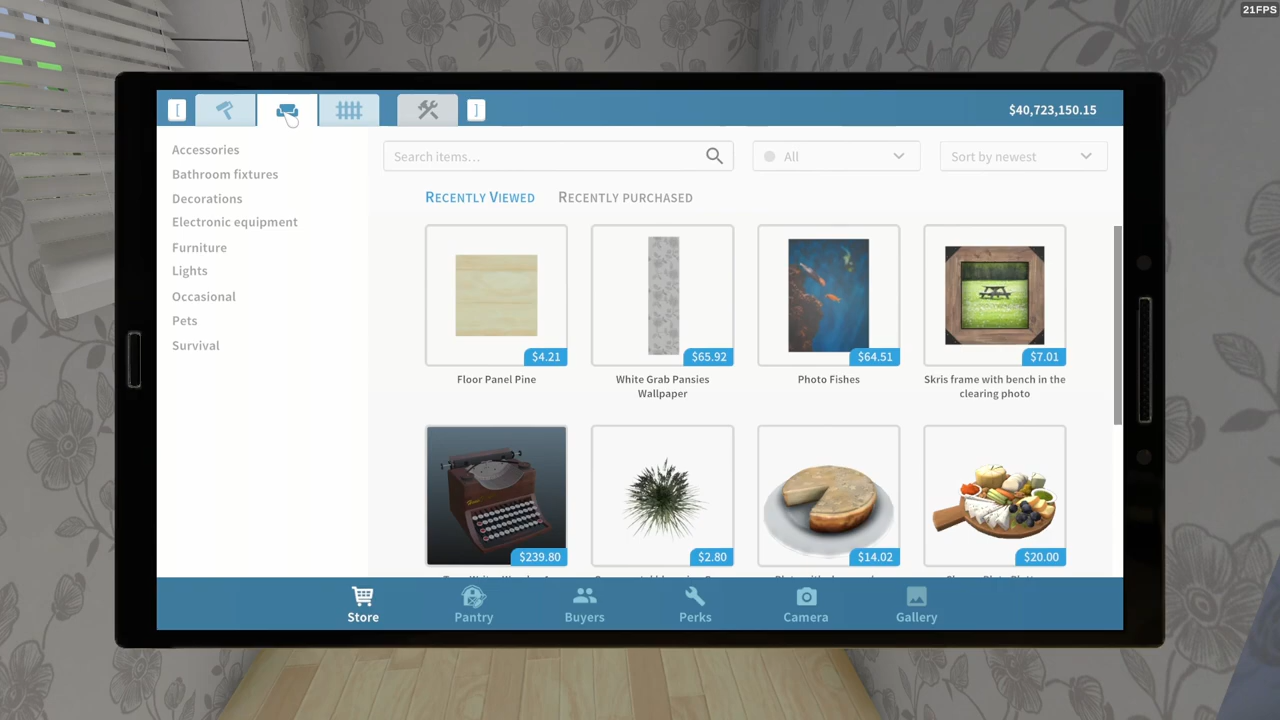 21FPS
[
]
$40,723,150.15
Accessories
Bathroom fixtures
Decorations
Electronic equipment
Furniture
Lights
Occasional
Pets
Survival
Search items...
All
Sort by newest
Recently Viewed
Recently purchased
$4.21
Floor Panel Pine
$65.92
White Grab Pansies
Wallpaper
$64.51
Photo Fishes
$7.01
Skris frame with bench in the
clearing photo
$239.80
$2.80
$14.02
$20.00
Store
Pantry
Buyers
Perks
Camera
Gallery